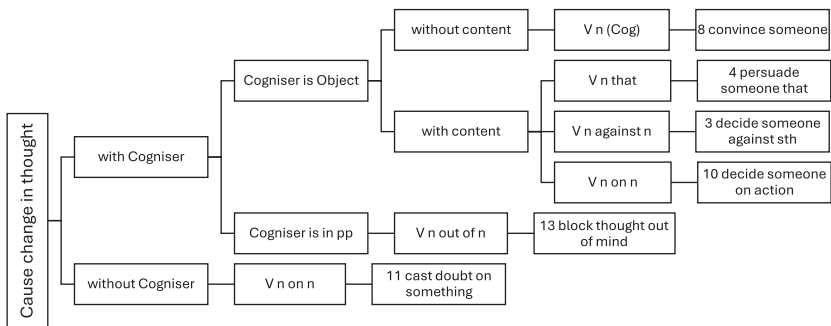 Cause change in thought
with Cogniser
Cogniser is Object
without content
V n (Cog)
8 convince someone
with content
V n that
4 persuade
someone that
V n against n
3 decide someone
against sth
V n on n
10 decide someone
on action
Cogniser is in pp
V n out of n
13 block thought out
of mind
without Cogniser
V n on n
11 cast doubt on
something